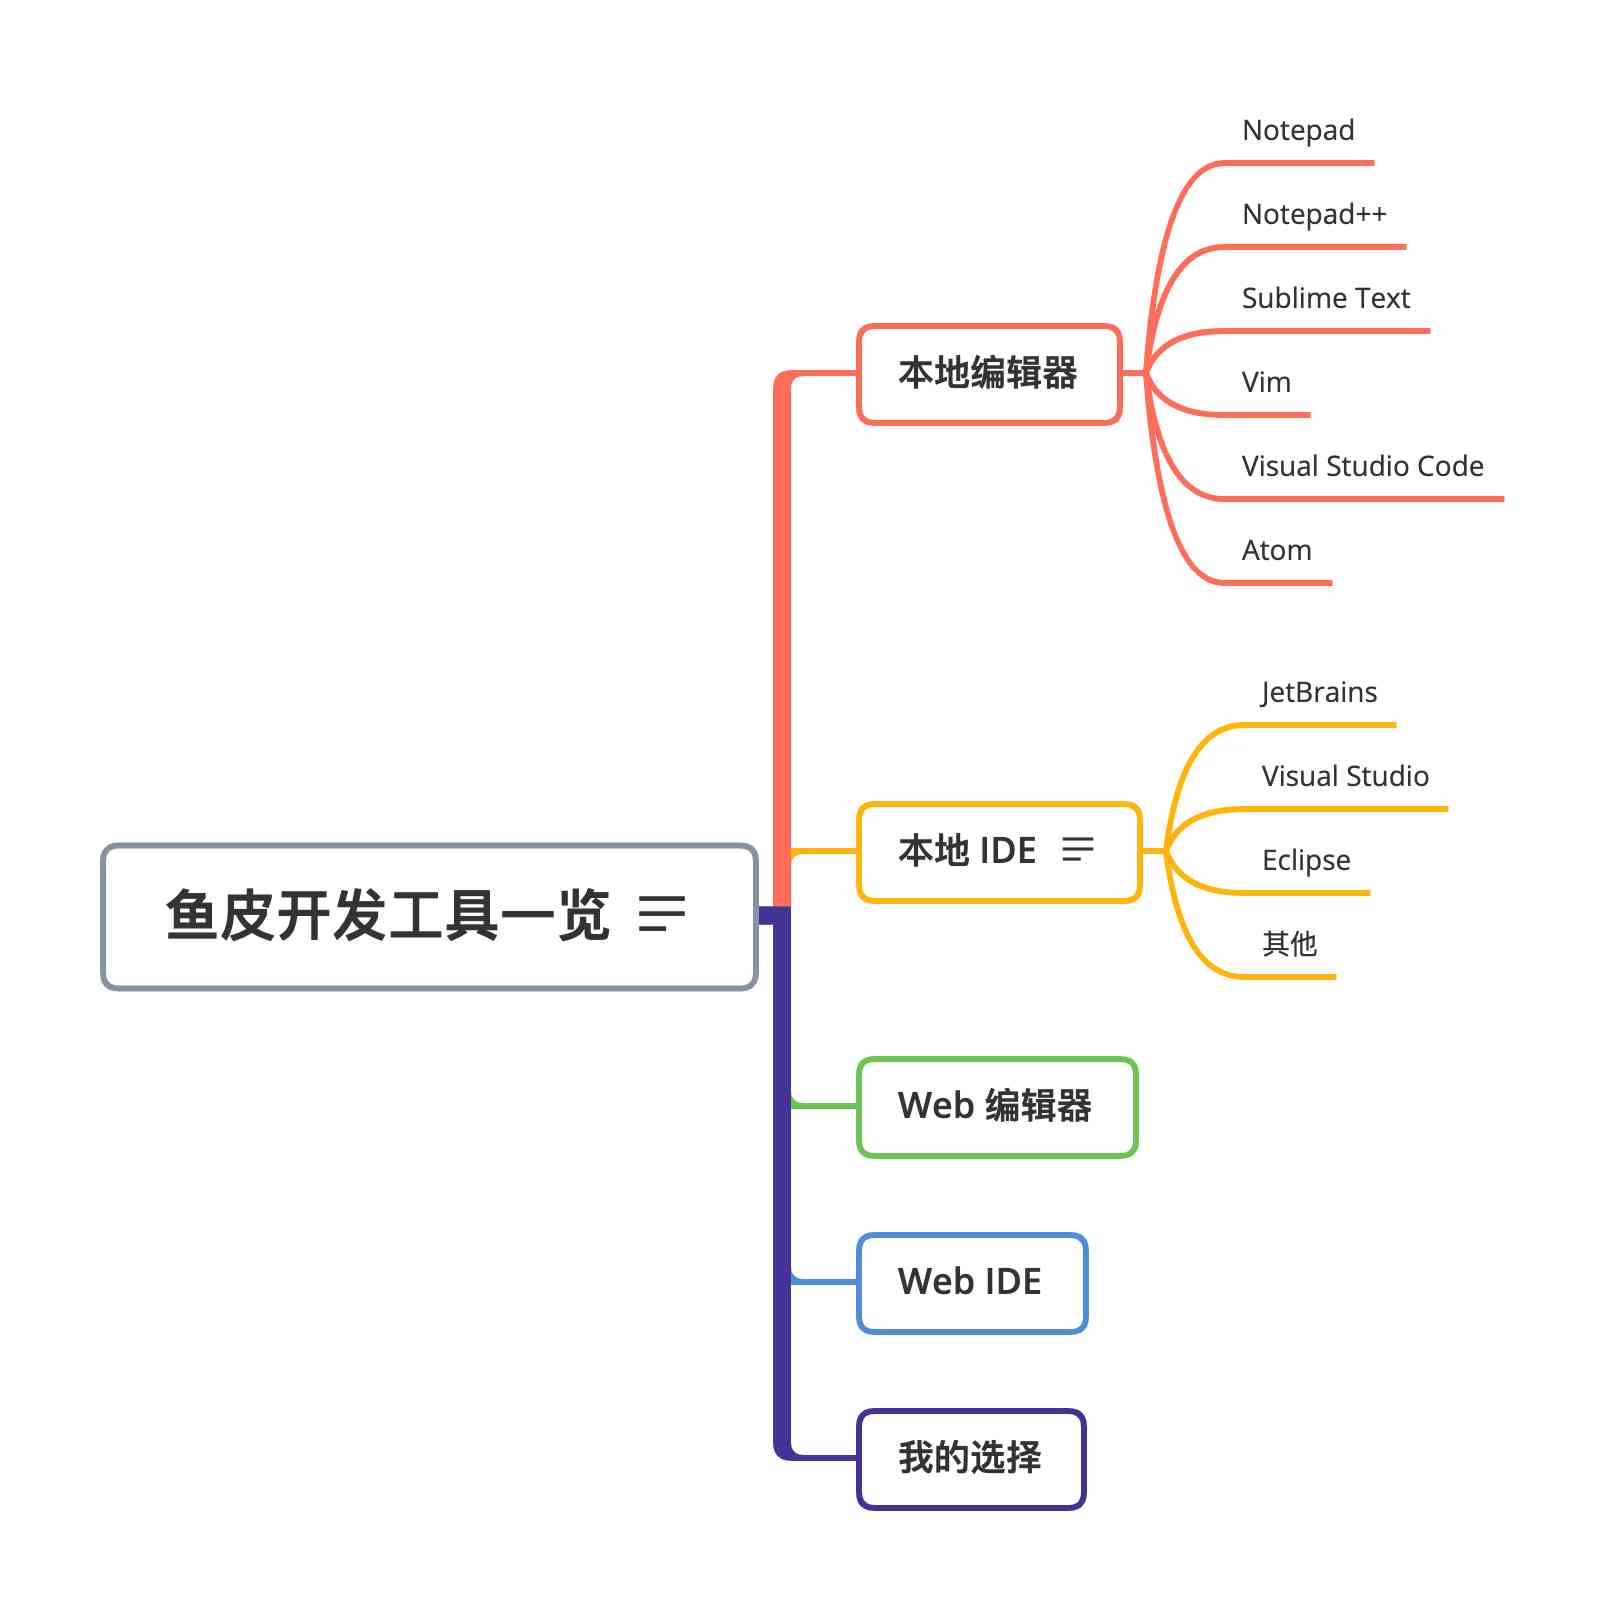 鱼皮开发工具一览
本地编辑器
Notepad
Notepad++
Sublime Text
Vim
Visual Studio Code
Atom
本地 IDE
JetBrains
Visual Studio
Eclipse
其他
Web 编辑器
Web IDE
我的选择